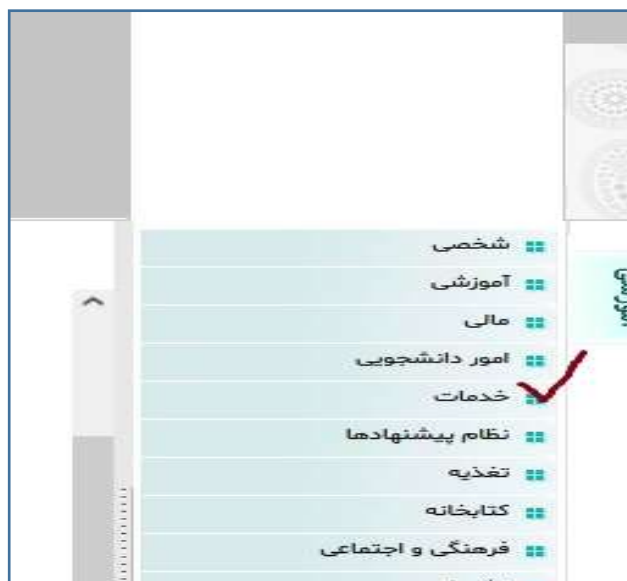 شخصی
آموزشی
مالی
امور دانشجویی
خدمات
نظام پیشنهادها
تغذیه
کتابخانه
فرهنگی و اجتماعی